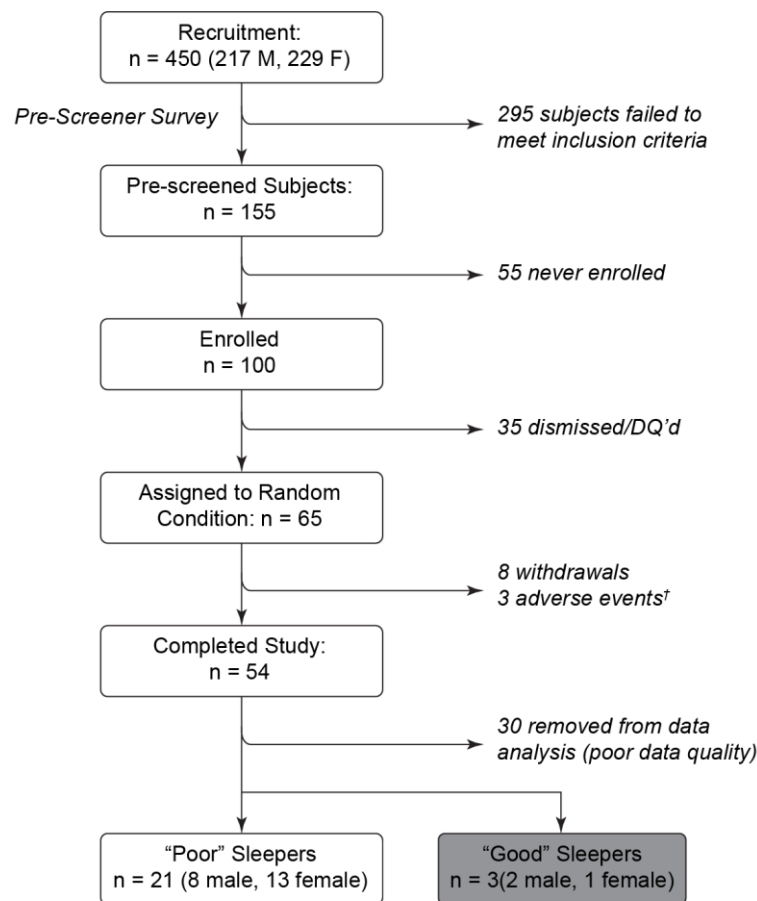 Recruitment:
n = 450 (217 M, 229 F)
Pre-Screener Survey
295 subjects failed to
meet inclusion criteria
Pre-screened Subjects:
n = 155
55 never enrolled
Enrolled
n = 100
35 dismissed/DQ’d
Assigned to Random
Condition: n = 65
8 withdrawals
3 adverse events†
Completed Study:
n = 54
30 removed from data
analysis (poor data quality)
“Poor” Sleepers
n = 21 (8 male, 13 female)
“Good” Sleepers
n = 3(2 male, 1 female)